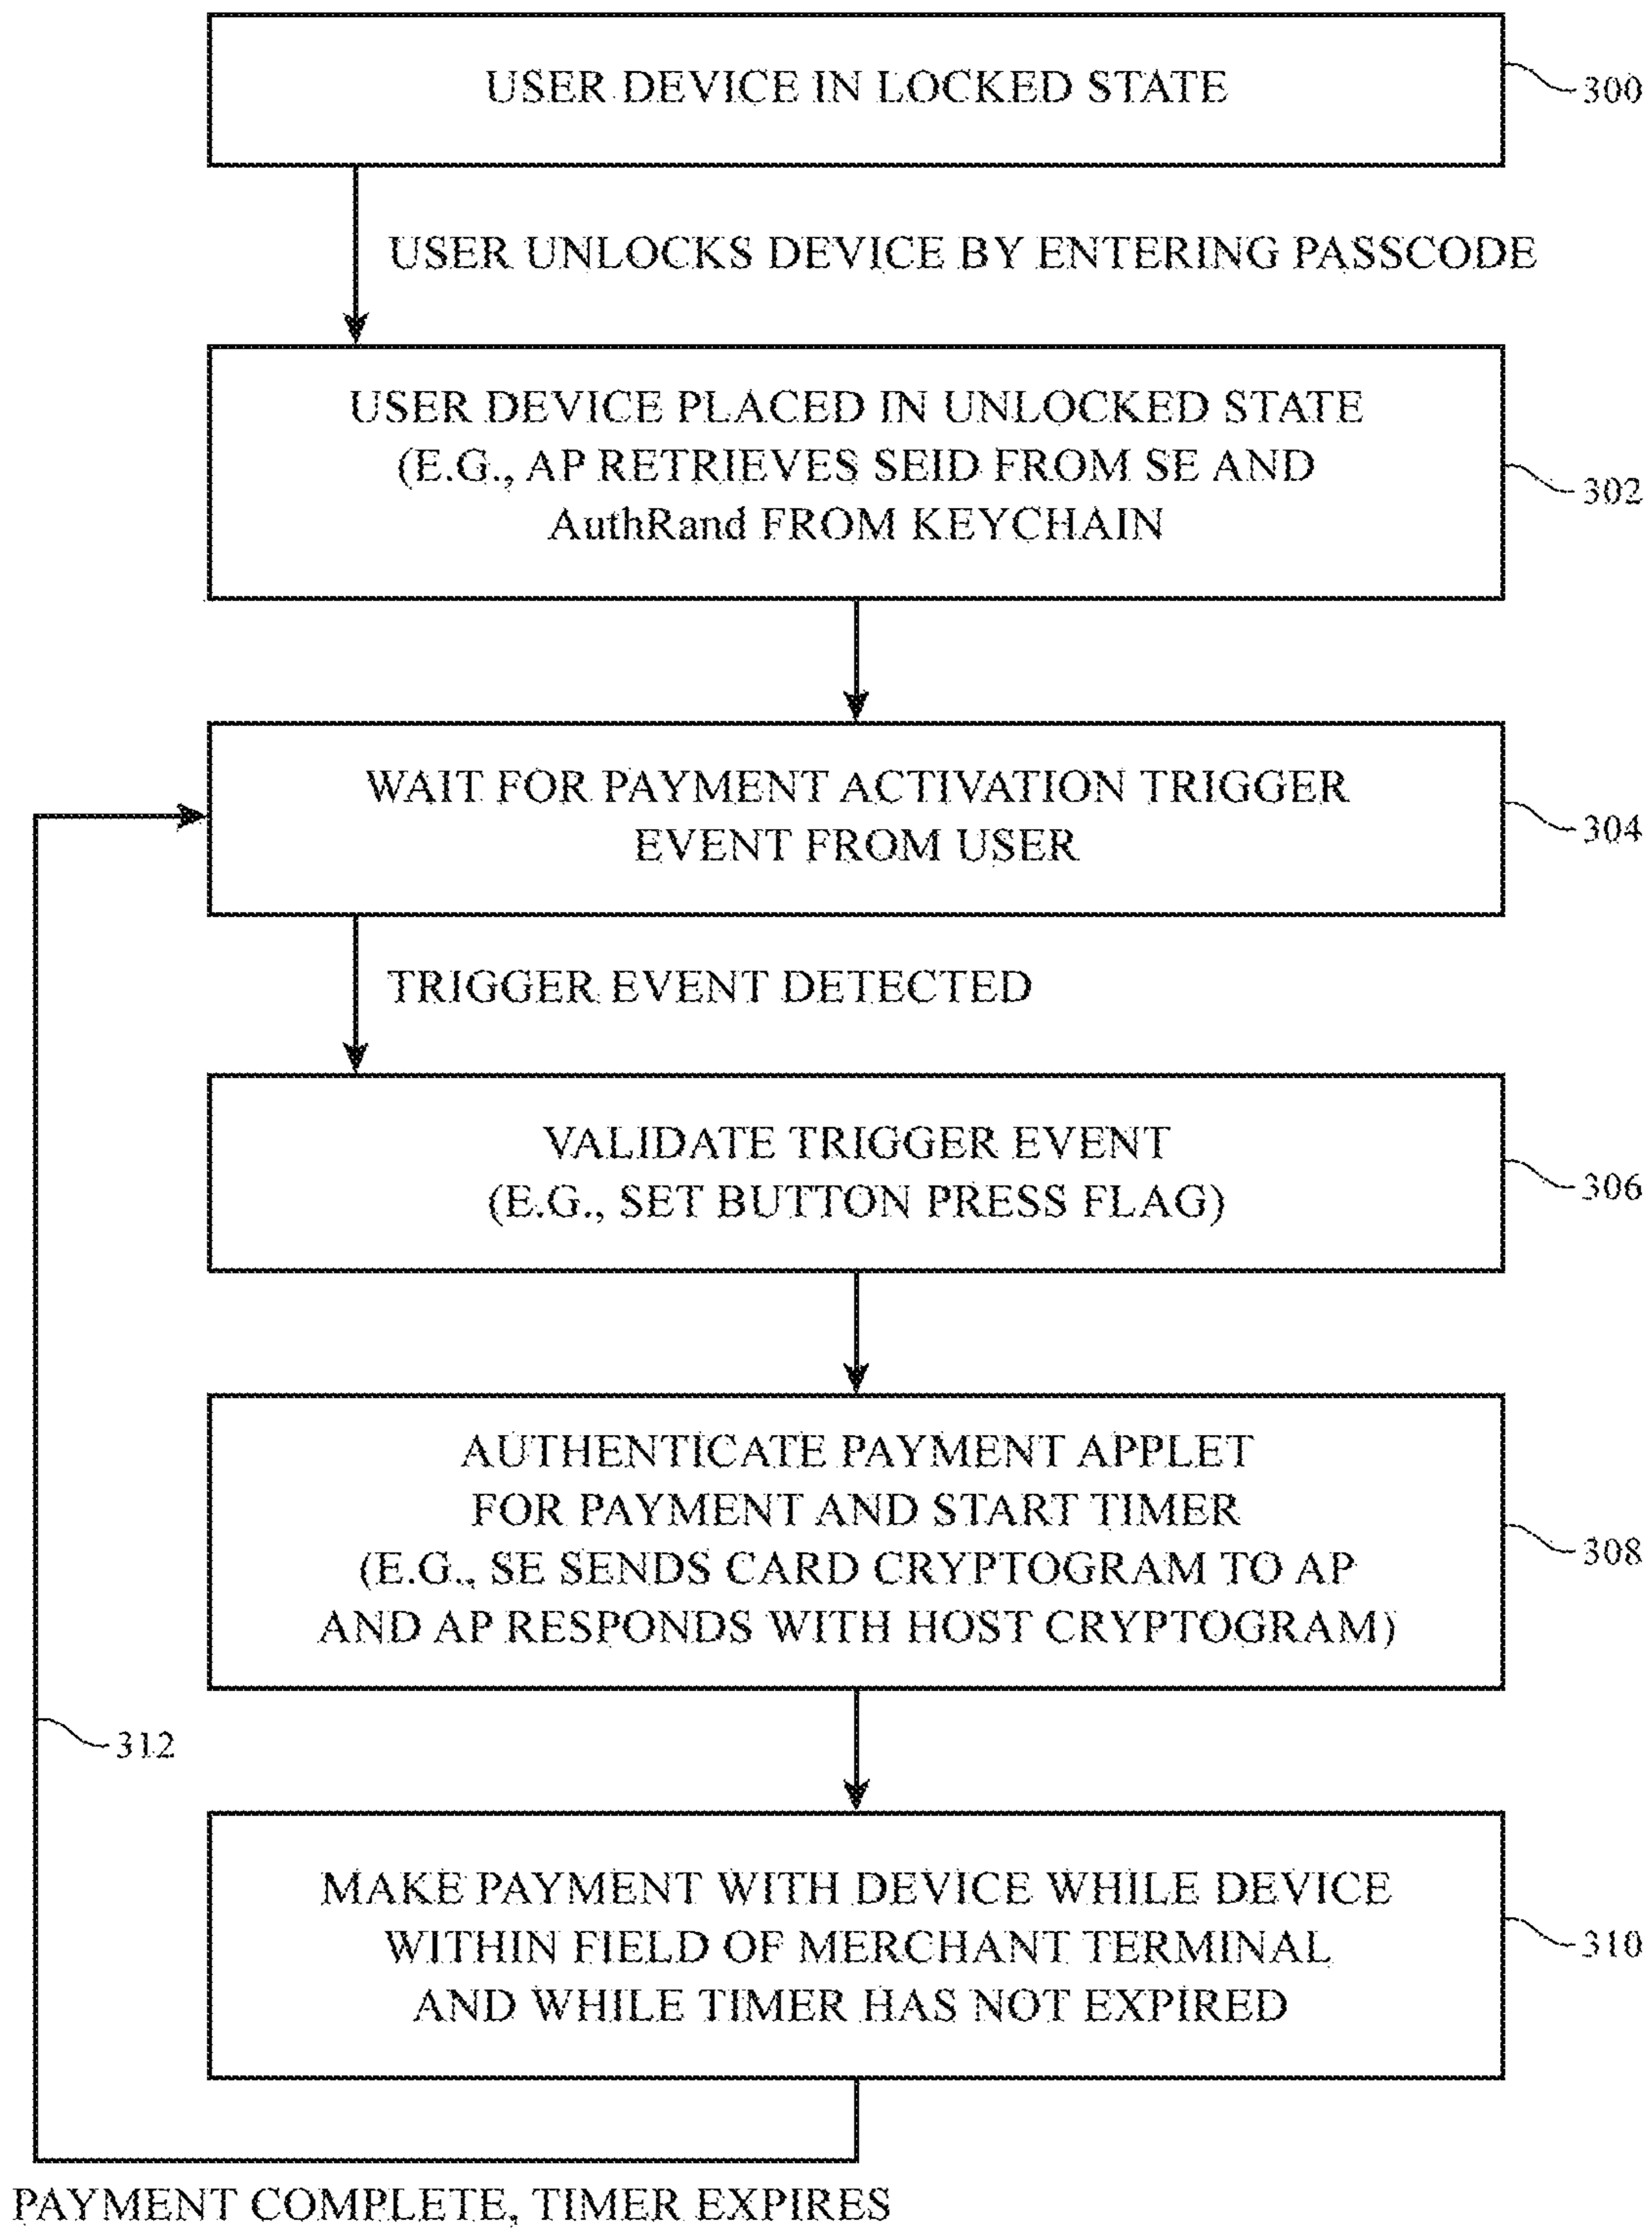 USER DEVICE IN LOCKED STATE
300
USER UNLOCKS DEVICE BY ENTERING PASSCODE
USER DEVICE PLACED IN UNLOCKED STATE
(E.G., AP RETRIEVES SEID FROM SE AND
AuthRand FROM KEYCHAIN
302
WAIT FOR PAYMENT ACTIVATION TRIGGER
EVENT FROM USER
304
TRIGGER EVENT DETECTED
VALIDATE TRIGGER EVENT
(E.G., SET BUTTON PRESS FLAG)
306
AUTHENTICATE PAYMENT APPLET
FOR PAYMENT AND START TIMER
(E.G., SE SENDS CARD CRYPTOGRAM TO AP
AND AP RESPONDS WITH HOST CRYPTOGRAM)
308
312
MAKE PAYMENT WITH DEVICE WHILE DEVICE
WITHIN FIELD OF MERCHANT TERMINAL
AND WHILE TIMER HAS NOT EXPIRED
310
PAYMENT COMPLETE, TIMER EXPIRES